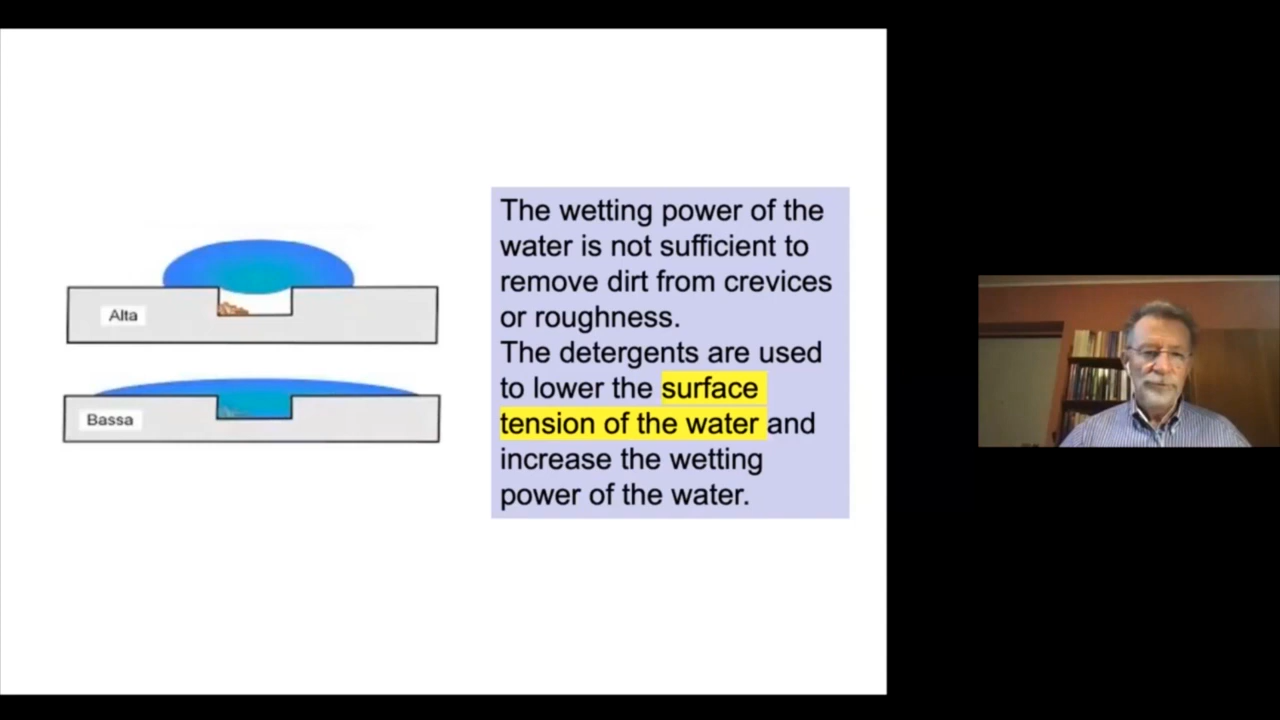 Alta
Bassa
The wetting power of the
water is not sufficient to
remove dirt from crevices
or roughness.
The detergents are used
to lower the surface
tension of the water and
increase the wetting
power of the water.